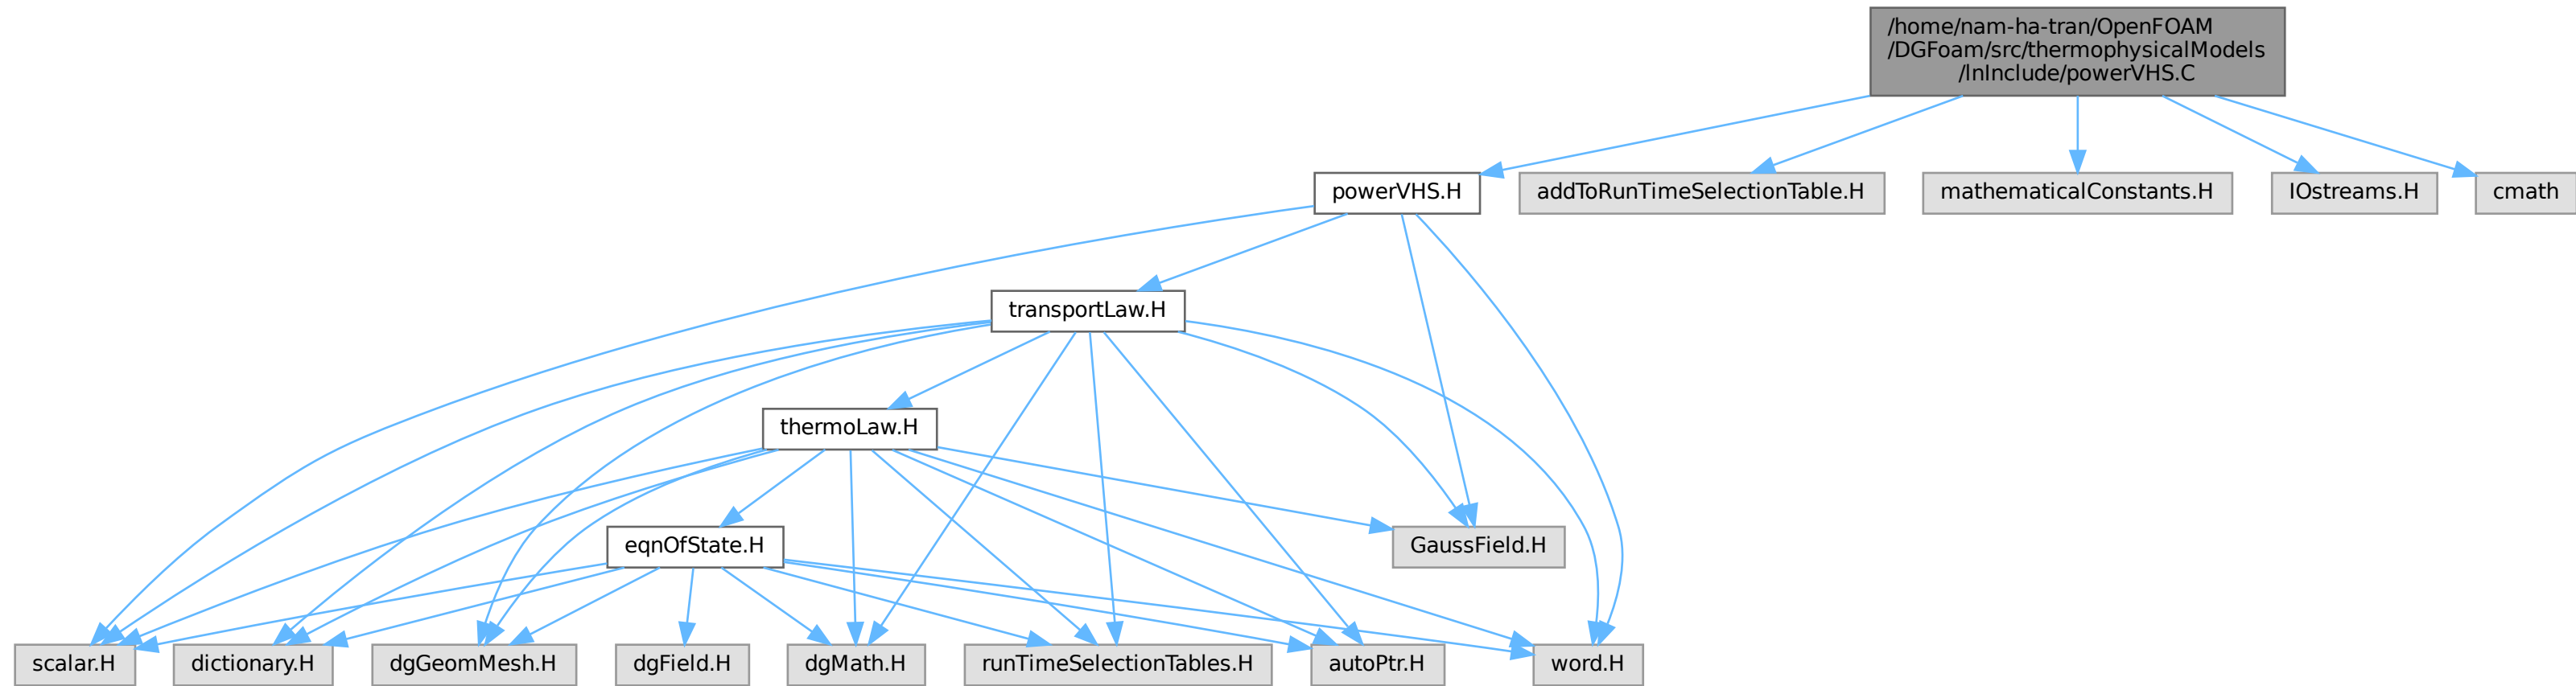 /home/nam-ha-tran/OpenFOAM
/DGFoam/src/thermophysicalModels
/lnInclude/powerVHS.C
powerVHS.H
addToRunTimeSelectionTable.H
mathematicalConstants.H
IOstreams.H
cmath
transportLaw.H
thermoLaw.H
eqnOfState.H
GaussField.H
scalar.H
dictionary.H
dgGeomMesh.H
dgField.H
dgMath.H
runTimeSelectionTables.H
autoPtr.H
word.H